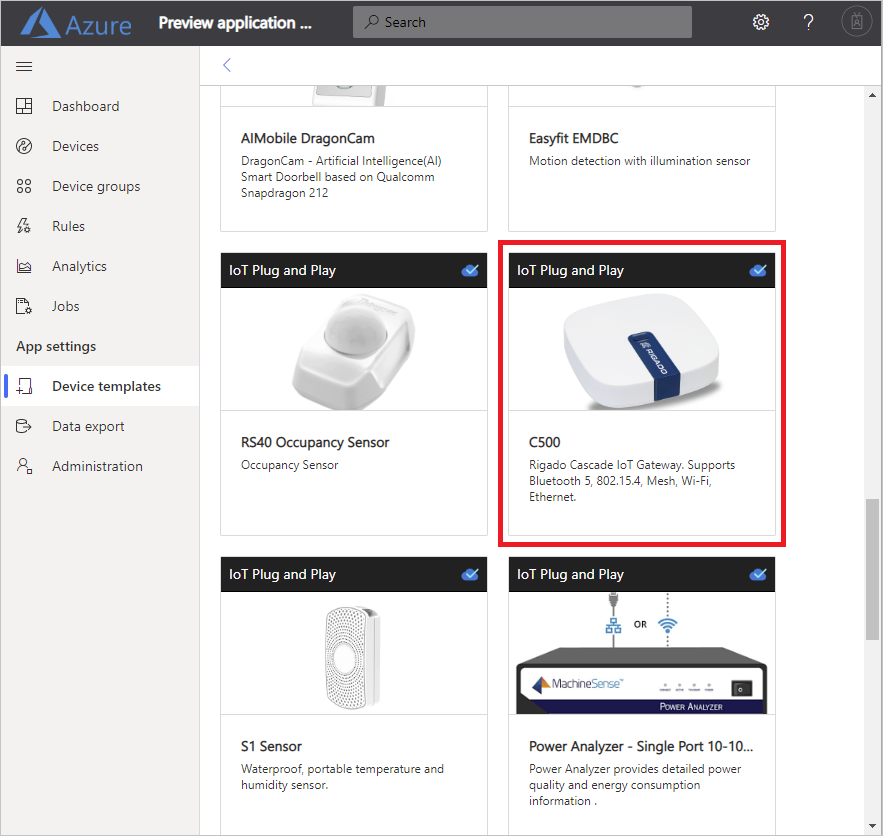 Azure
Preview application ...
Search
Dashboard
Devices
Device groups
Rules
Analytics
Jobs
App settings
Device templates
Data export
Administration
AIMobile DragonCam
DragonCam - Artificial Intelligence(AI)
Smart Doorbell based on Qualcomm
Snapdragon 212
Easyfit EMDBC
Motion detection with illumination sensor
IoT Plug and Play
RS40 Occupancy Sensor
Occupancy Sensor
IoT Plug and Play
RIGADO
C500
Rigado Cascade IoT Gateway. Supports
Bluetooth 5, 802.15.4, Mesh, Wi-Fi,
Ethernet.
IoT Plug and Play
S1 Sensor
Waterproof, portable temperature and
humidity sensor.
IoT Plug and Play
OR
MachineSense™
POWER ANALYZER
Power Analyzer - Single Port 10-10...
Power Analyzer provides detailed power
quality and energy consumption
information .